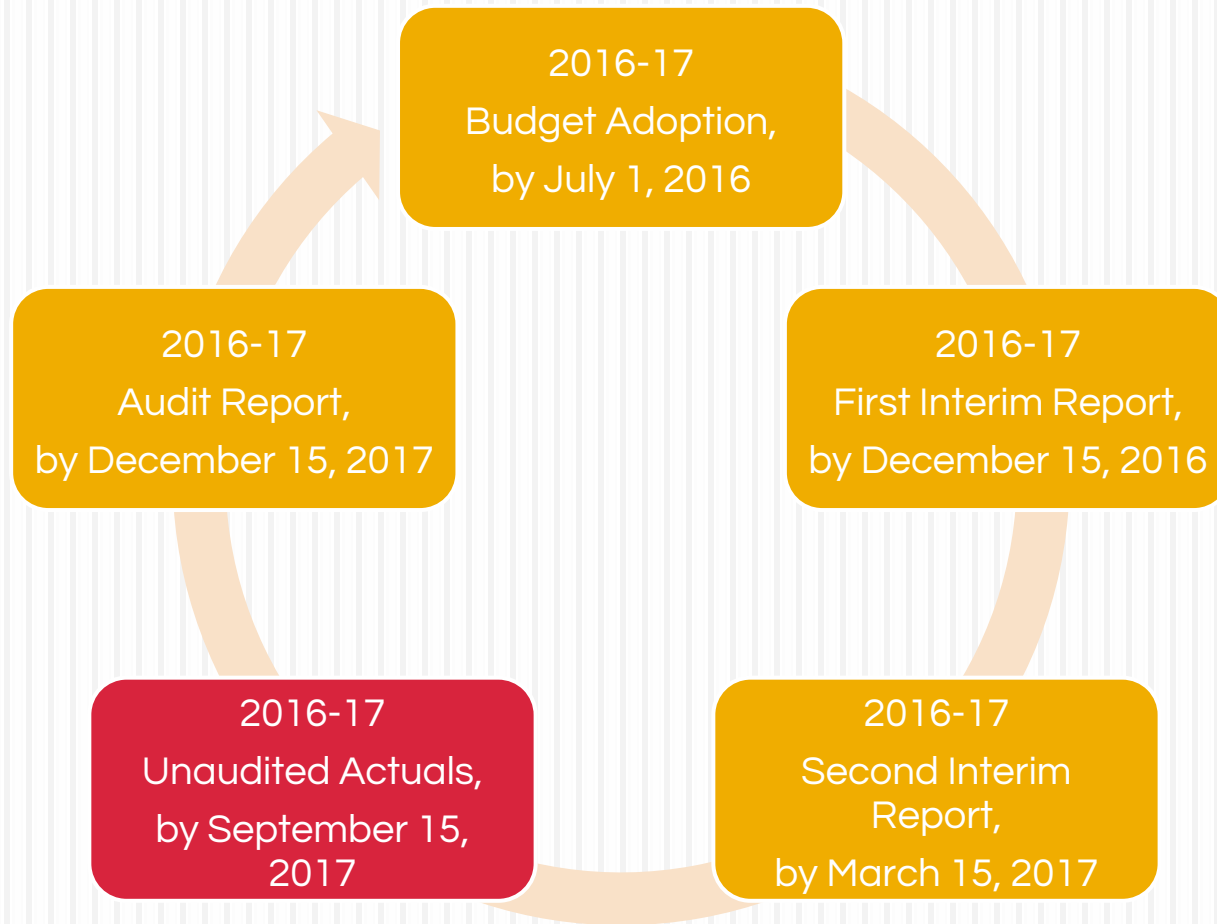 2016-17
Budget Adoption,
by July 1, 2016
2016-17
First Interim Report,
by December 15, 2016
2016-17
Second Interim
Report,
by March 15, 2017
2016-17
Unaudited Actuals,
by September 15,
2017
2016-17
Audit Report,
by December 15, 2017